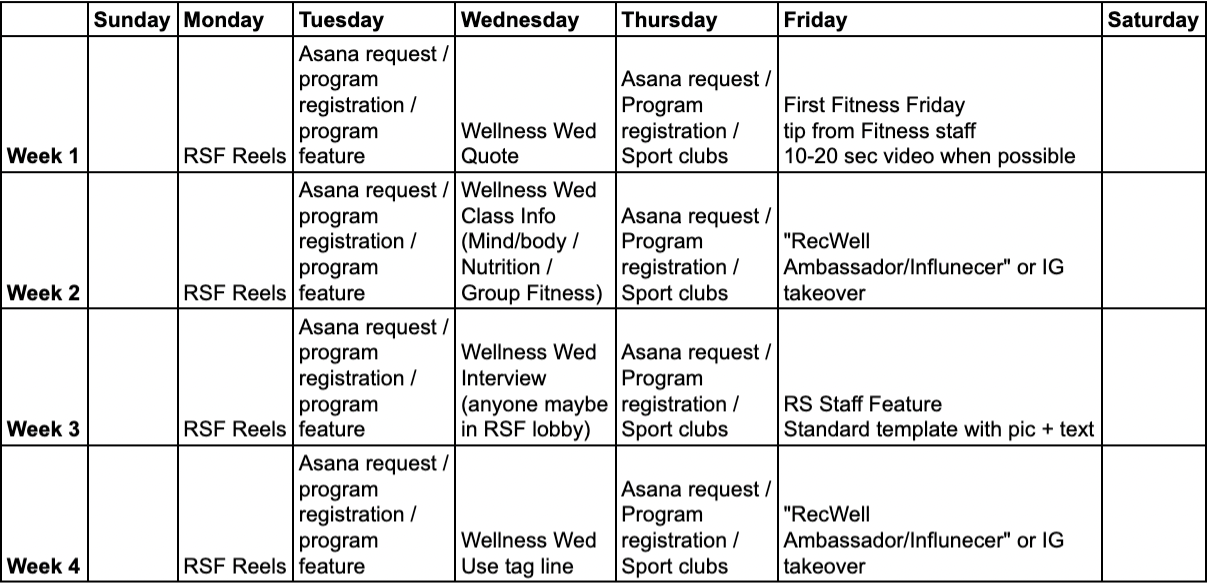 Sunday Monday Tuesday Wednesday Thursday Friday Saturday
Week 1
RSF Reels
Asana request /
program
registration /
program
feature
Wellness Wed
Quote
Asana request /
Program
registration /
Sport clubs
First Fitness Friday
tip from Fitness staff
10-20 sec video when possible
Week 2
RSF Reels
Asana request /
program
registration /
program
feature
Wellness Wed
Class Info
(Mind/body /
Nutrition /
Group Fitness)
Asana request /
Program
registration /
Sport clubs
"RecWell
Ambassador/Influnecer" or IG
takeover
Week 3
RSF Reels
Asana request /
program
registration /
program
feature
Wellness Wed
Interview
(anyone maybe
in RSF lobby)
Asana request /
Program
registration /
Sport clubs
RS Staff Feature
Standard template with pic + text
Week 4
RSF Reels
Asana request /
program
registration /
program
feature
Wellness Wed
Use tag line
Asana request /
Program
registration /
Sport clubs
"RecWell
Ambassador/Influnecer" or IG
takeover